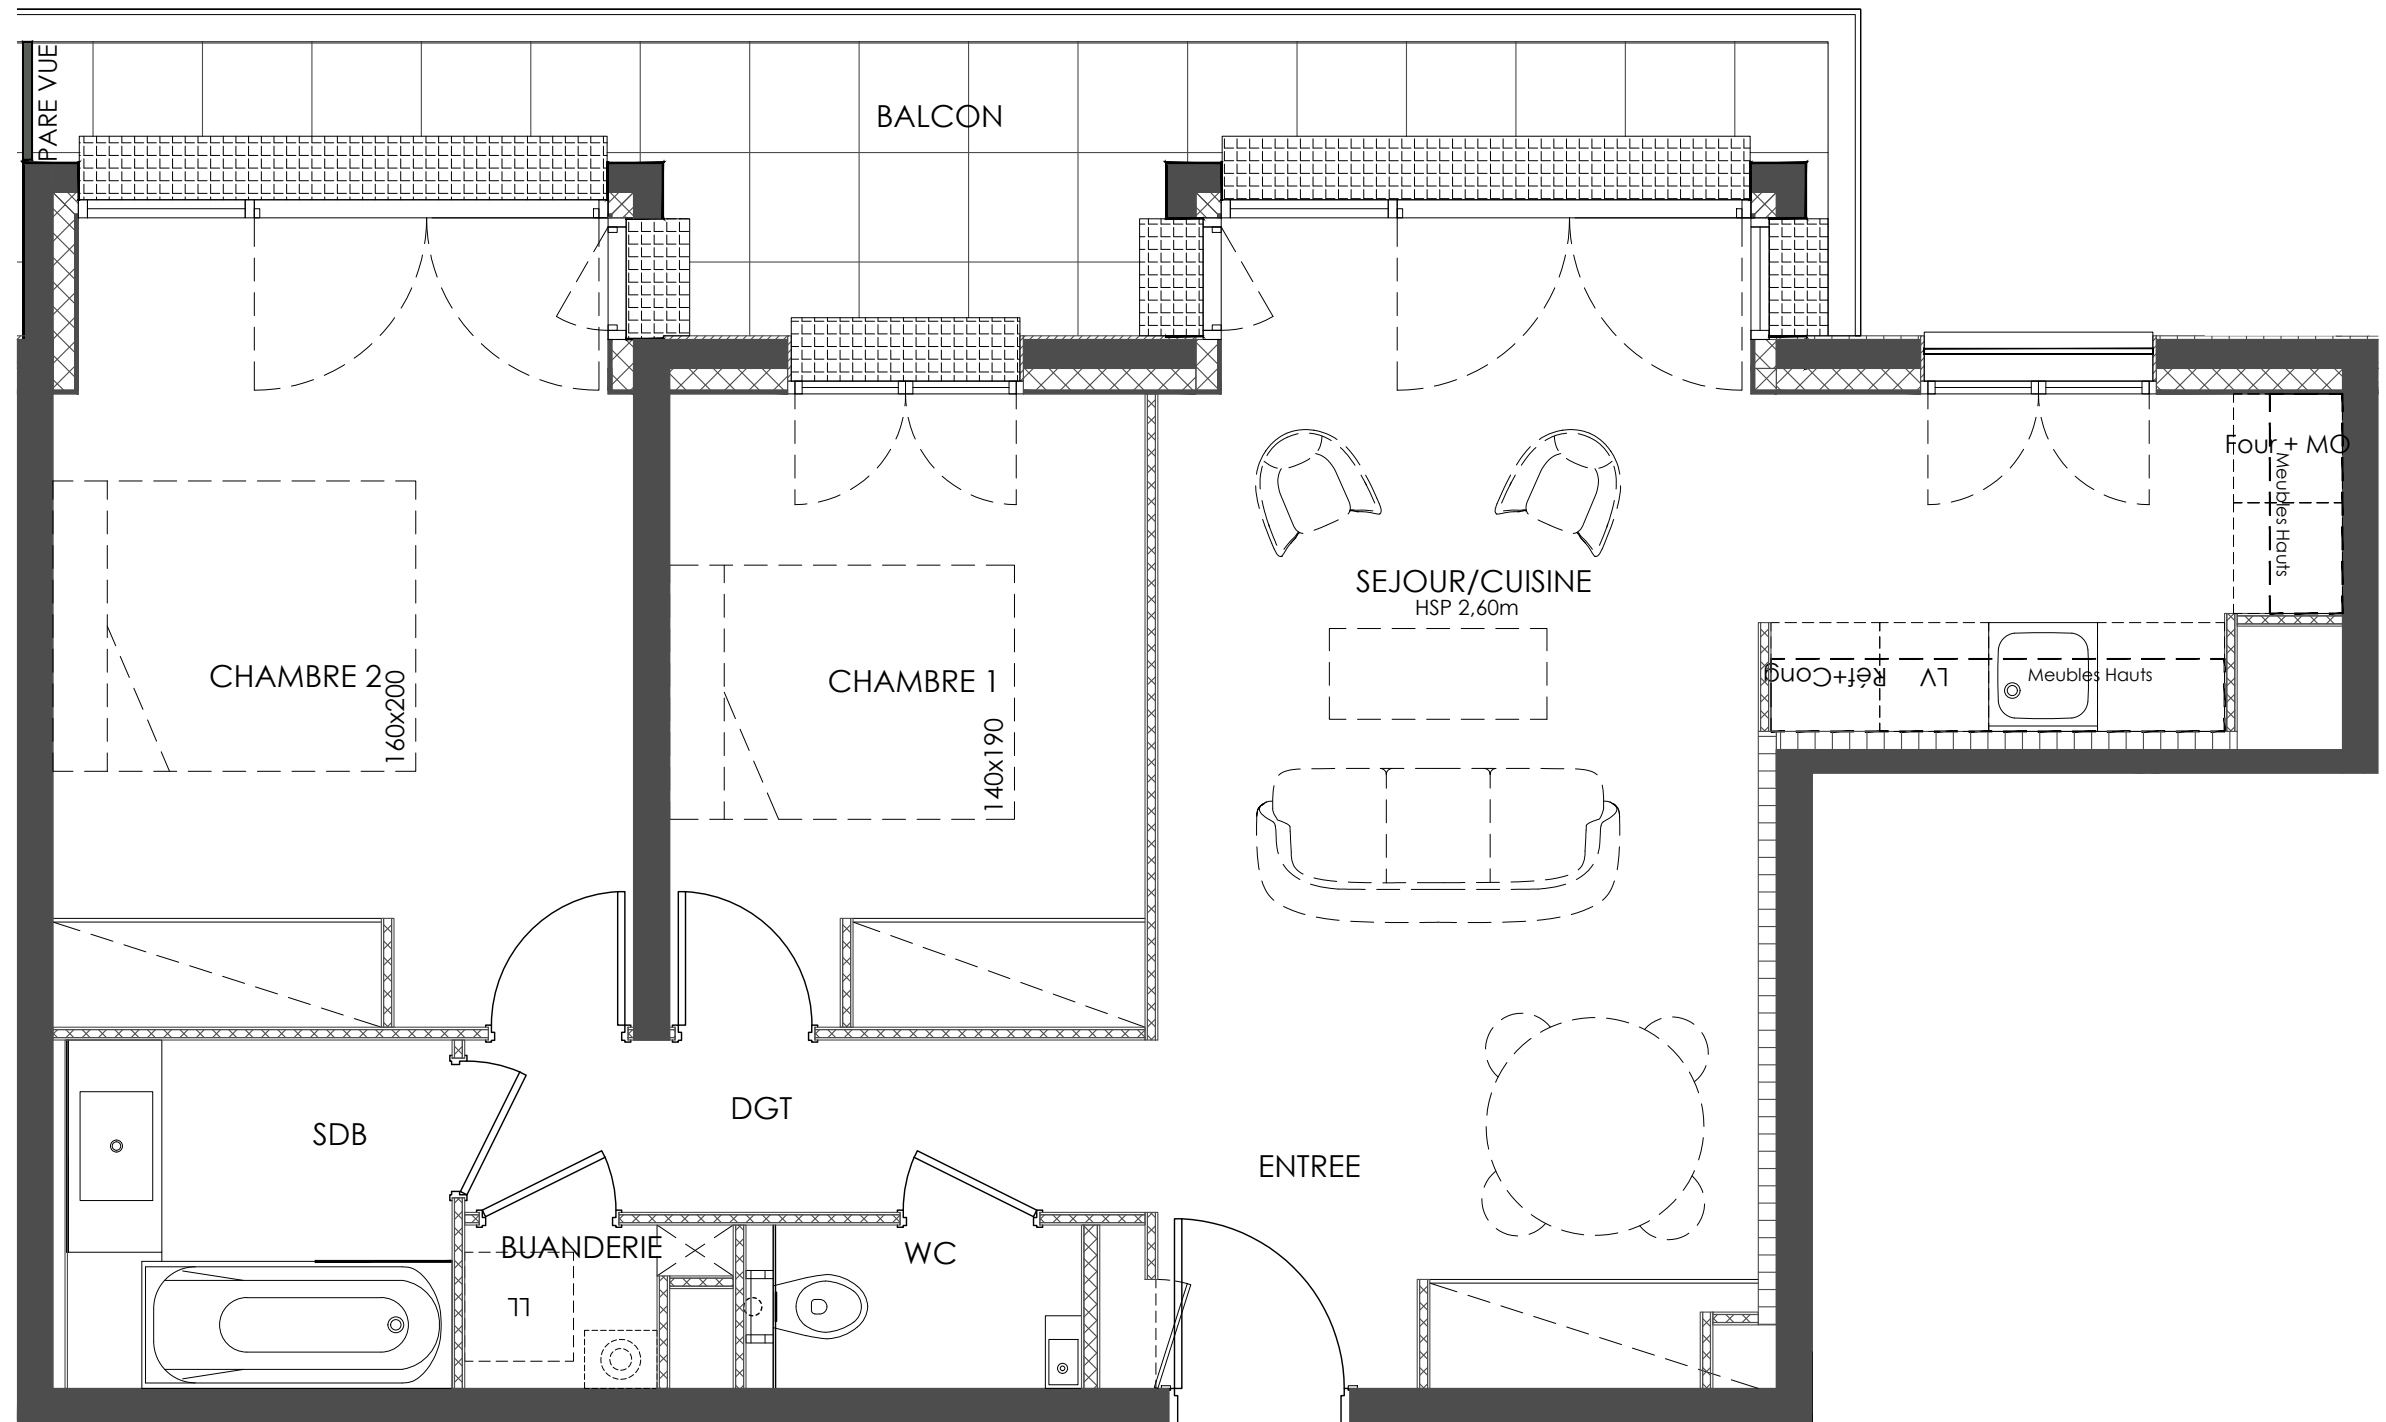 PARE VUE
BALCON
Four + MO
Meubles Hauts
SEJOUR/CUISINE
HSP 2,60m
CHAMBRE 2
160x200
CHAMBRE 1
140x190
Réf+Cong
LV
Meubles Hauts
DGT
SDB
ENTREE
BUANDERIE
WC
LL